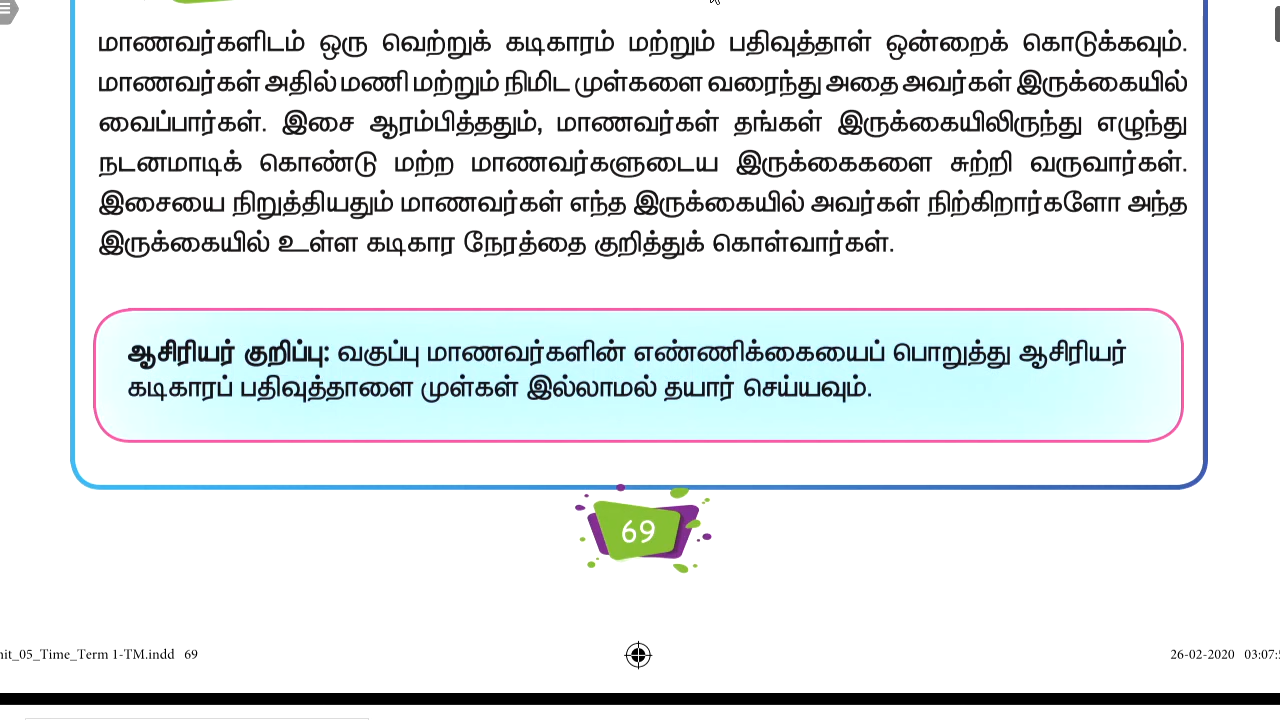 மாணவர்களிடம் ஒரு வெற்றுக் கடிகாரம் மற்றும் பதிவுத்தாள் ஒன்றைக் கொடுக்கவும்.
மாணவர்கள் அதில் மணி மற்றும் நிமிட முள்களை வரைந்து அதை அவர்கள் இருக்கையில்
வைப்பார்கள். இசை ஆரம்பித்ததும், மாணவர்கள் தங்கள் இருக்கையிலிருந்து எழுந்து
நடனமாடிக் கொண்டு மற்ற மாணவர்களுடைய இருக்கைகளை சுற்றி வருவார்கள்.
இசையை நிறுத்தியதும் மாணவர்கள் எந்த இருக்கையில் அவர்கள் நிற்கிறார்களோ அந்த
இருக்கையில் உள்ள கடிகார நேரத்தை குறித்துக் கொள்வார்கள்.
ஆசிரியர் குறிப்பு: வகுப்பு மாணவர்களின் எண்ணிக்கையைப் பொறுத்து ஆசிரியர்
கடிகாரப் பதிவுத்தாளை முள்கள் இல்லாமல் தயார் செய்யவும்.
69
nit_05_Time_Term 1-TM.indd 69
26-02-2020 03:07:5